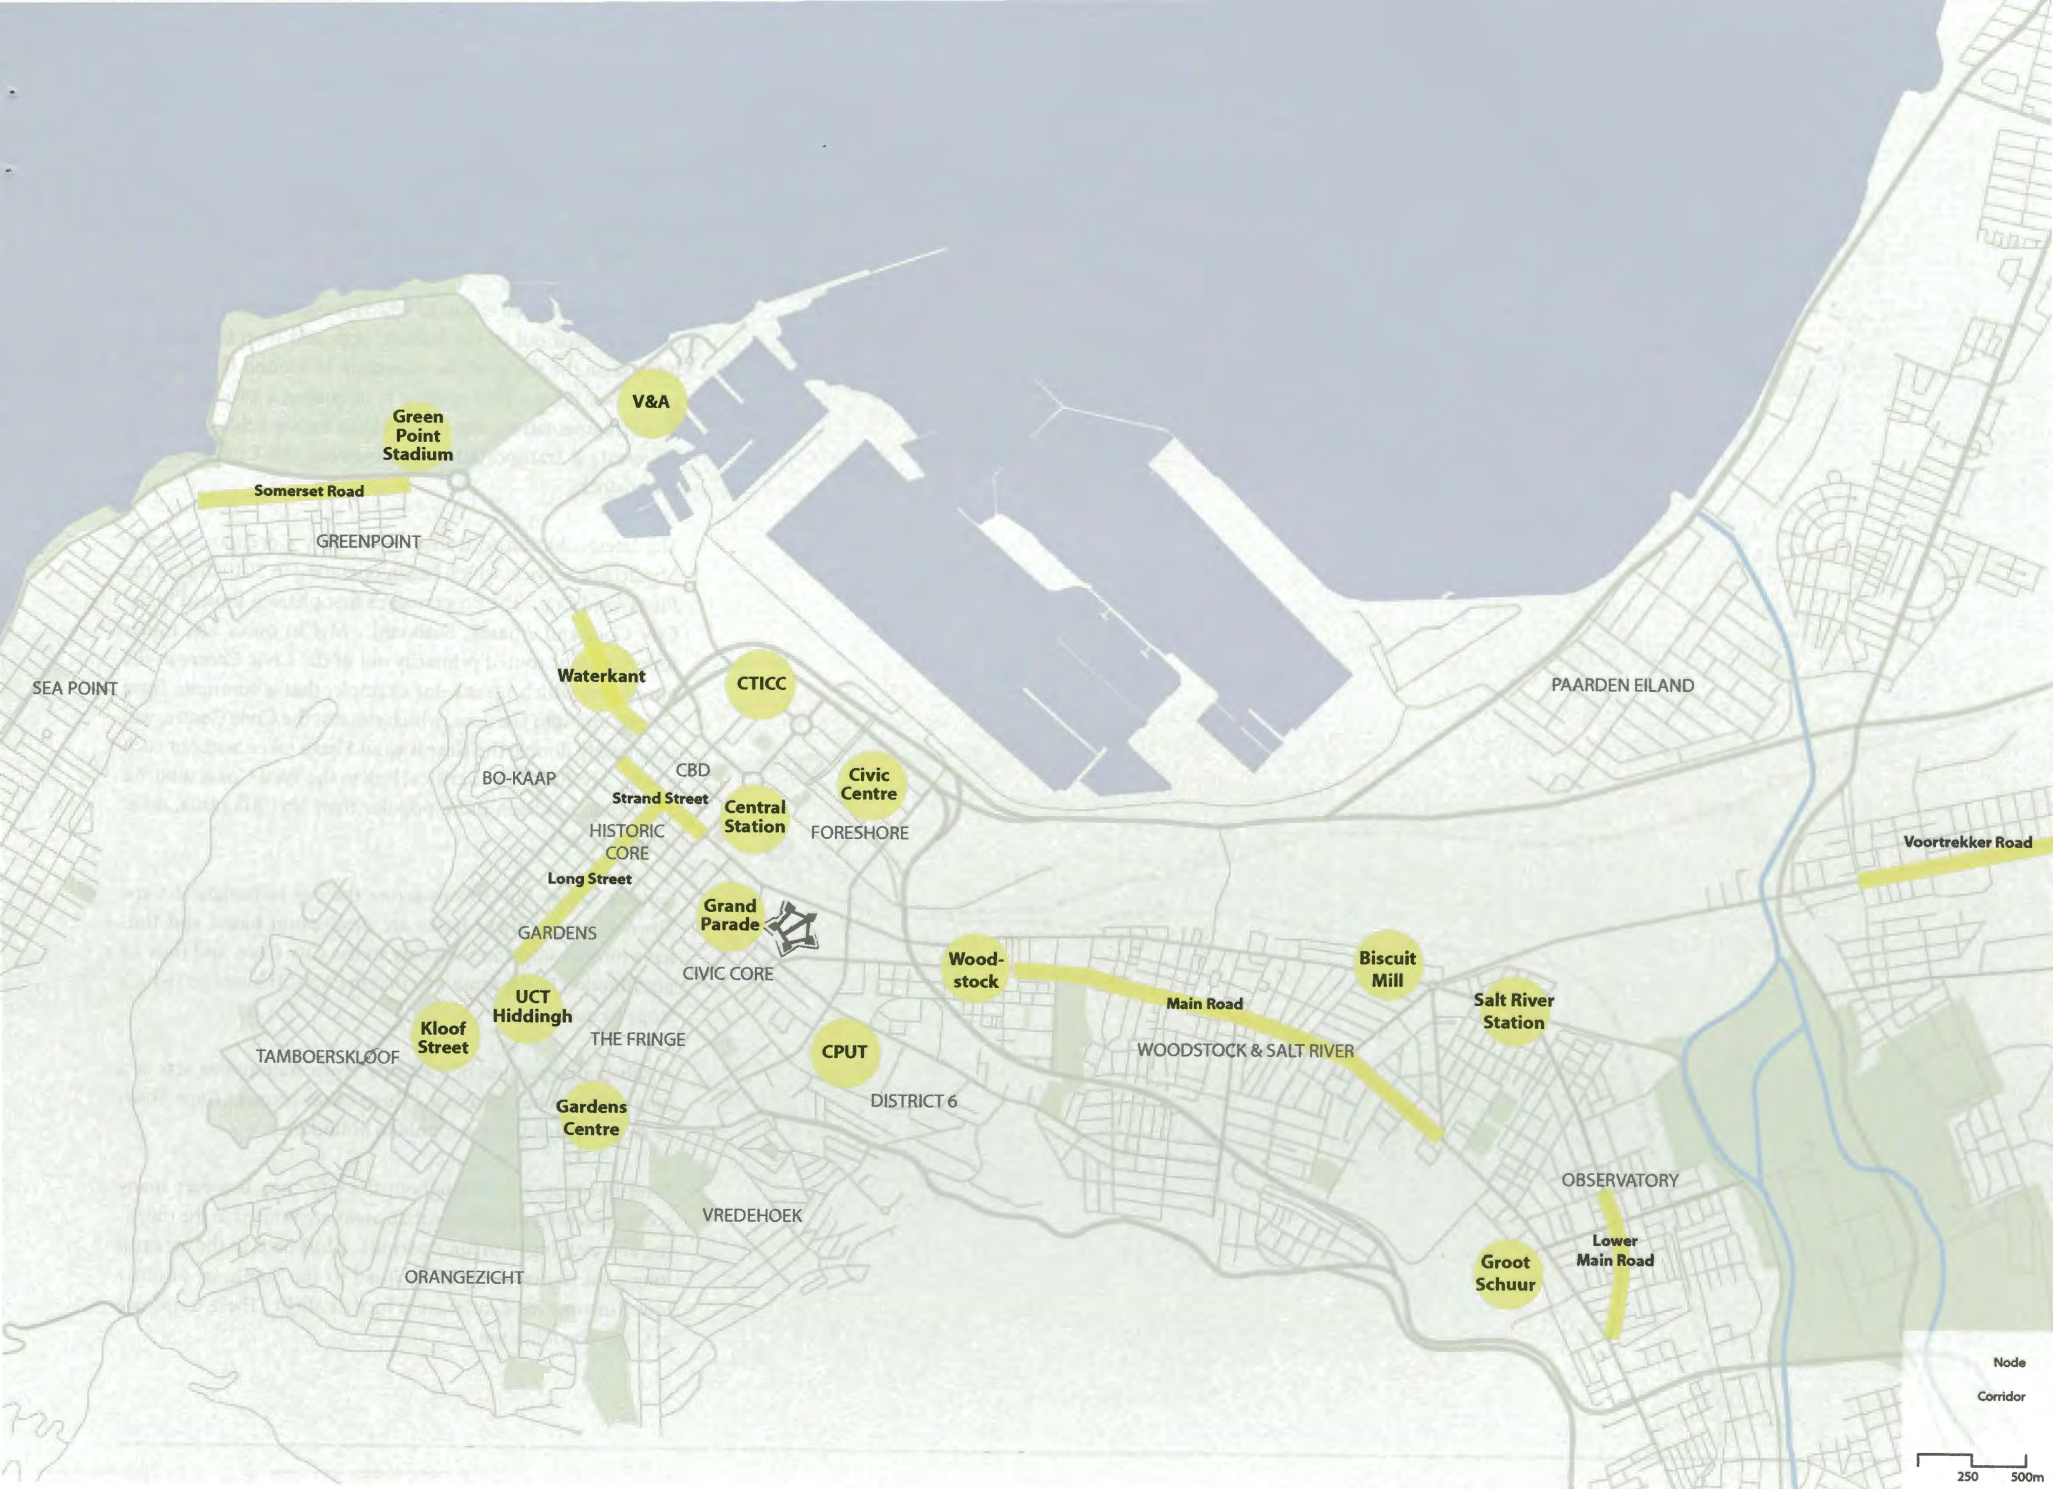 V&A
Green
Point
Stadium
Somerset Road
GREENPOINT
SEA POINT
Waterkant
CTICC
PAARDEN EILAND
BO-KAAP
CBD
Strand Street
Civic
Centre
Central
Station
HISTORIC
CORE
FORESHORE
Voortrekker Road
Long Street
Grand
Parade
GARDENS
CIVIC CORE
Wood-
stock
Biscuit
Mill
Main Road
Salt River
Station
UCT
Hiddingh
Kloof
Street
TAMBOERSKLOOF
THE FRINGE
CPUT
WOODSTOCK & SALT RIVER
DISTRICT 6
Gardens
Centre
OBSERVATORY
VREDEHOEK
Lower
Main Road
ORANGEZICHT
Groot
Schuur
Node
Corridor
250
500m